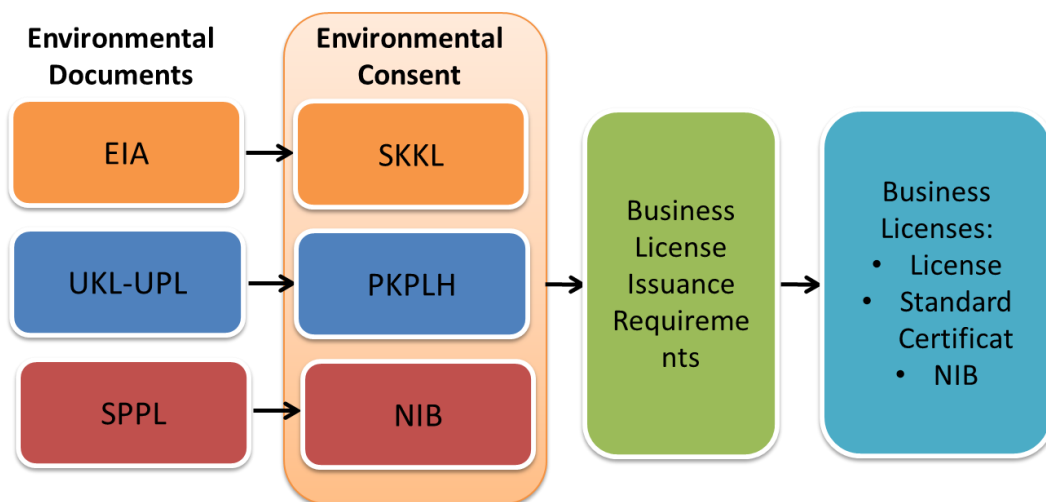 Environmental
Documents
Environmental
Consent
EIA
SKKL
UKL-UPL
PKPLH
SPPL
NIB
Business
License
Issuance
Requireme
nts
Business
Licenses:
• License
• Standard
Certificat
• NIB